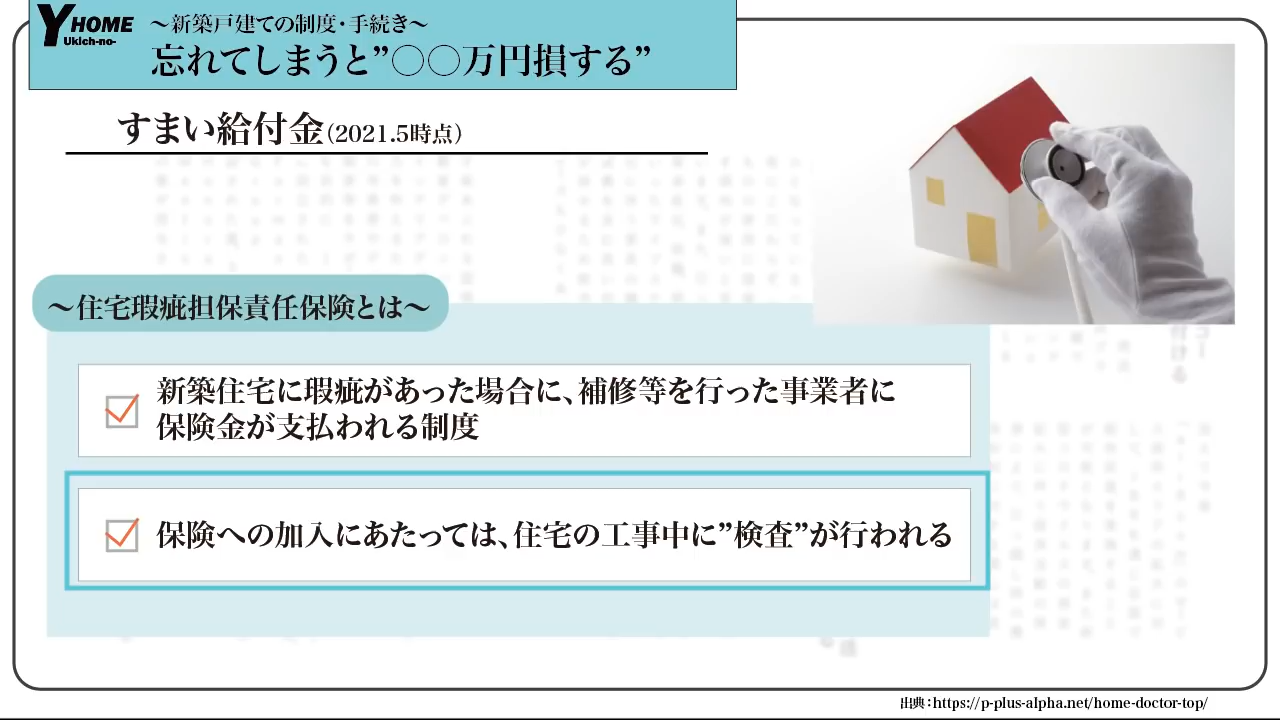 YHOME
Ukich-no-
～新築戸建ての制度・手続き～
忘れてしまうと”○○万円損する”
すまい給付金(2021.5時点)
～住宅瑕疵担保責任保険とは～
新築住宅に瑕疵があった場合に、補修等を行った事業者に
保険金が支払われる制度
保険への加入にあたっては、住宅の工事中に”検査”が行われる
出典：https://p-plus-alpha.net/home-doctor-top/